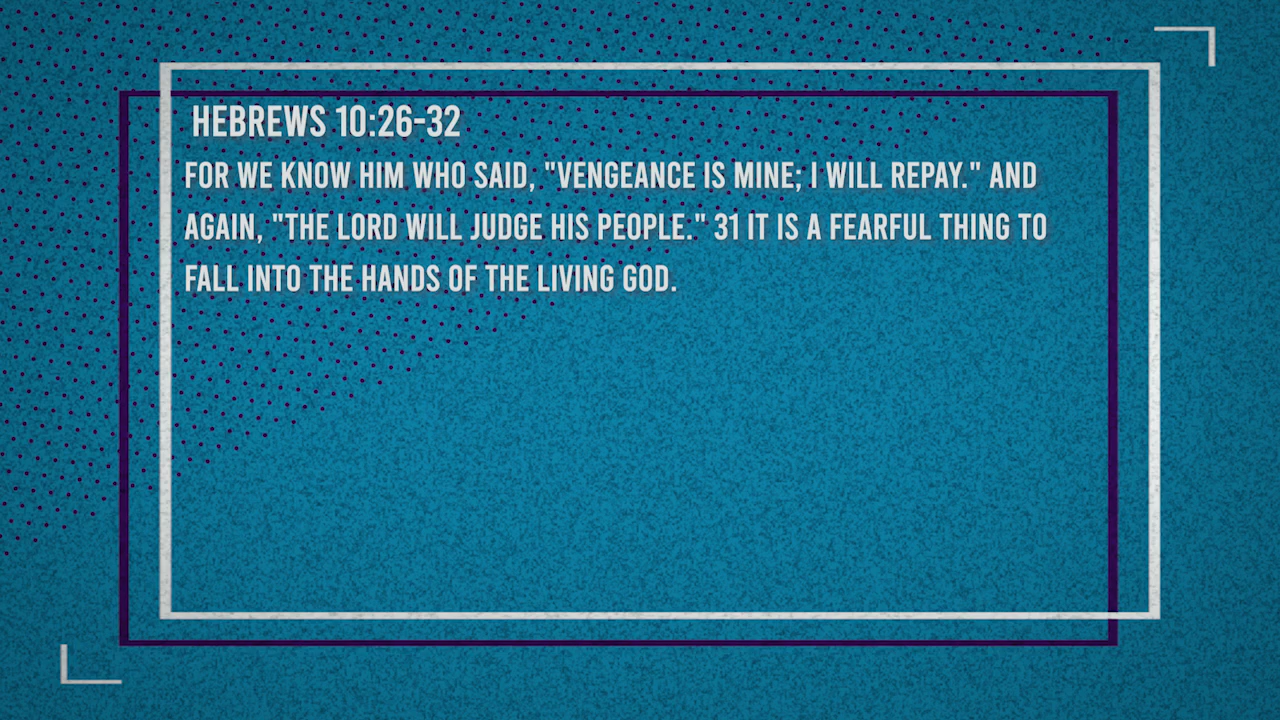 HEBREWS 10:26-32
FOR WE KNOW HIM WHO SAID, "VENGEANCE IS MINE; I WILL REPAY." AND
AGAIN, "THE LORD WILL JUDGE HIS PEOPLE." 31 IT IS A FEARFUL THING TO
FALL INTO THE HANDS OF THE LIVING GOD.